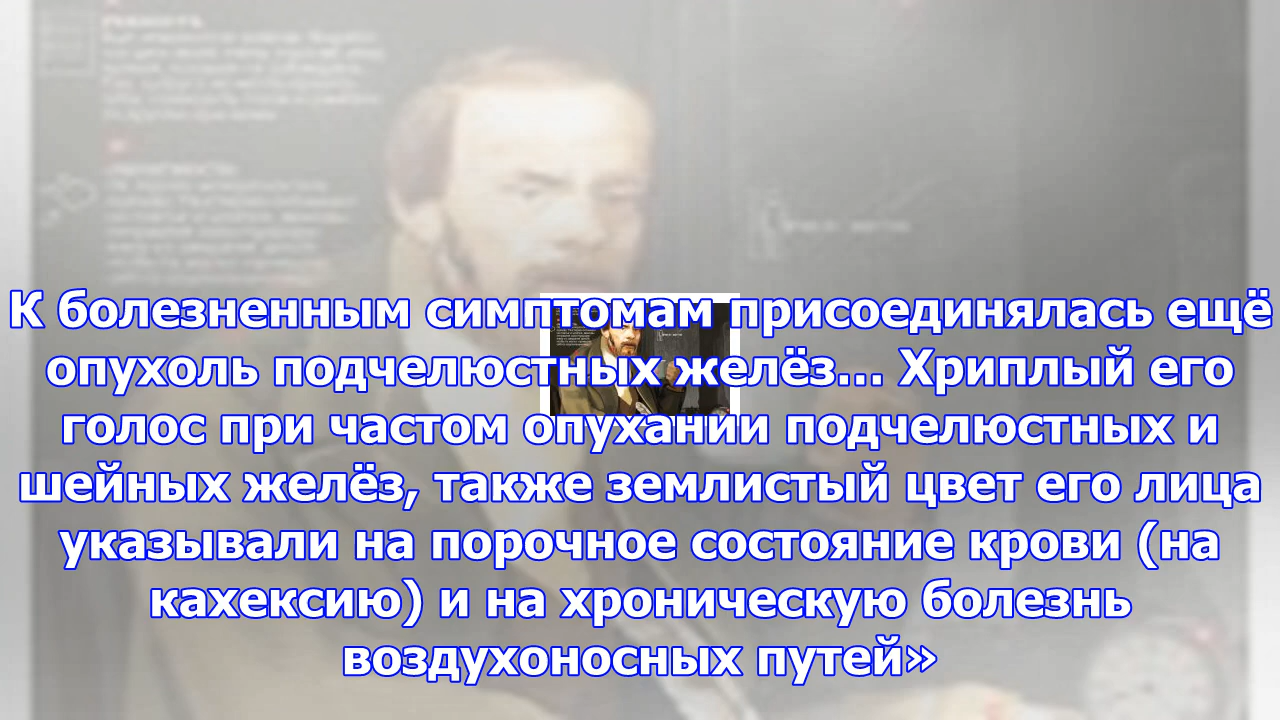 К болезненным симптомам присоединялась ещё
опухоль подчелюстных желёз... Хриплый его
голос при частом опухании подчелюстных и
шейных желёз, также землистый цвет его лица
указывали на порочное состояние крови (на
кахексию) и на хроническую болезнь
воздухоносных путей»